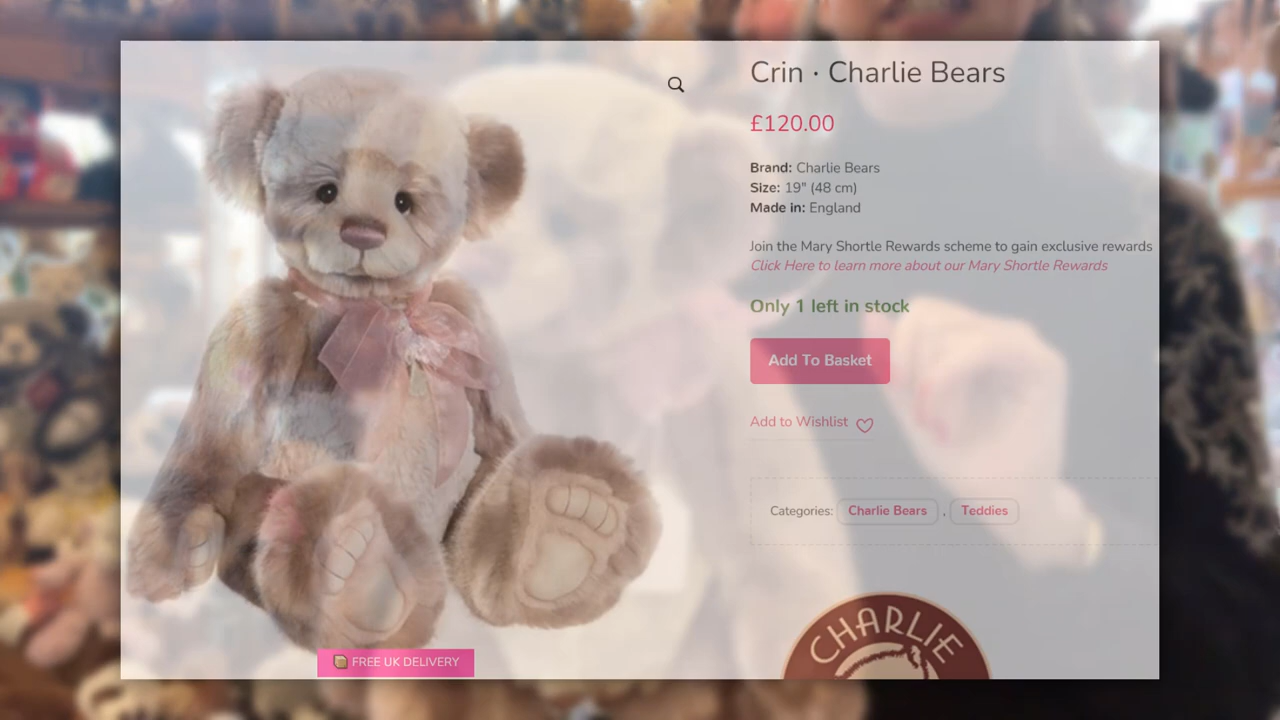 Crin · Charlie Bears
£120.00
Brand: Charlie Bears
Size: 19" (48 cm)
Made in: England
Join the Mary Shortle Rewards scheme to gain exclusive rewards
Click Here to learn more about our Mary Shortle Rewards
Only 1 left in stock
Add To Basket
Add to Wishlist
Categories: Charlie Bears , Teddies
CHARLIE
FREE UK DELIVERY